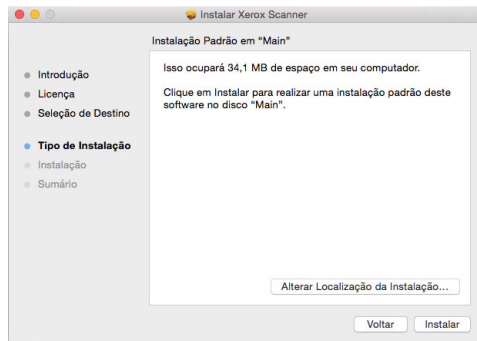 Instalar Xerox Scanner
Instalação Padrão em “Main”
Introdução
Licença
Seleção de Destino
Tipo de Instalação
Instalação
Sumário
Isso ocupará 34,1 MB de espaço em seu computador.
Clique em Instalar para realizar uma instalação padrão deste
software no disco “Main”.
Alterar Localização da Instalação...
Voltar
Instalar